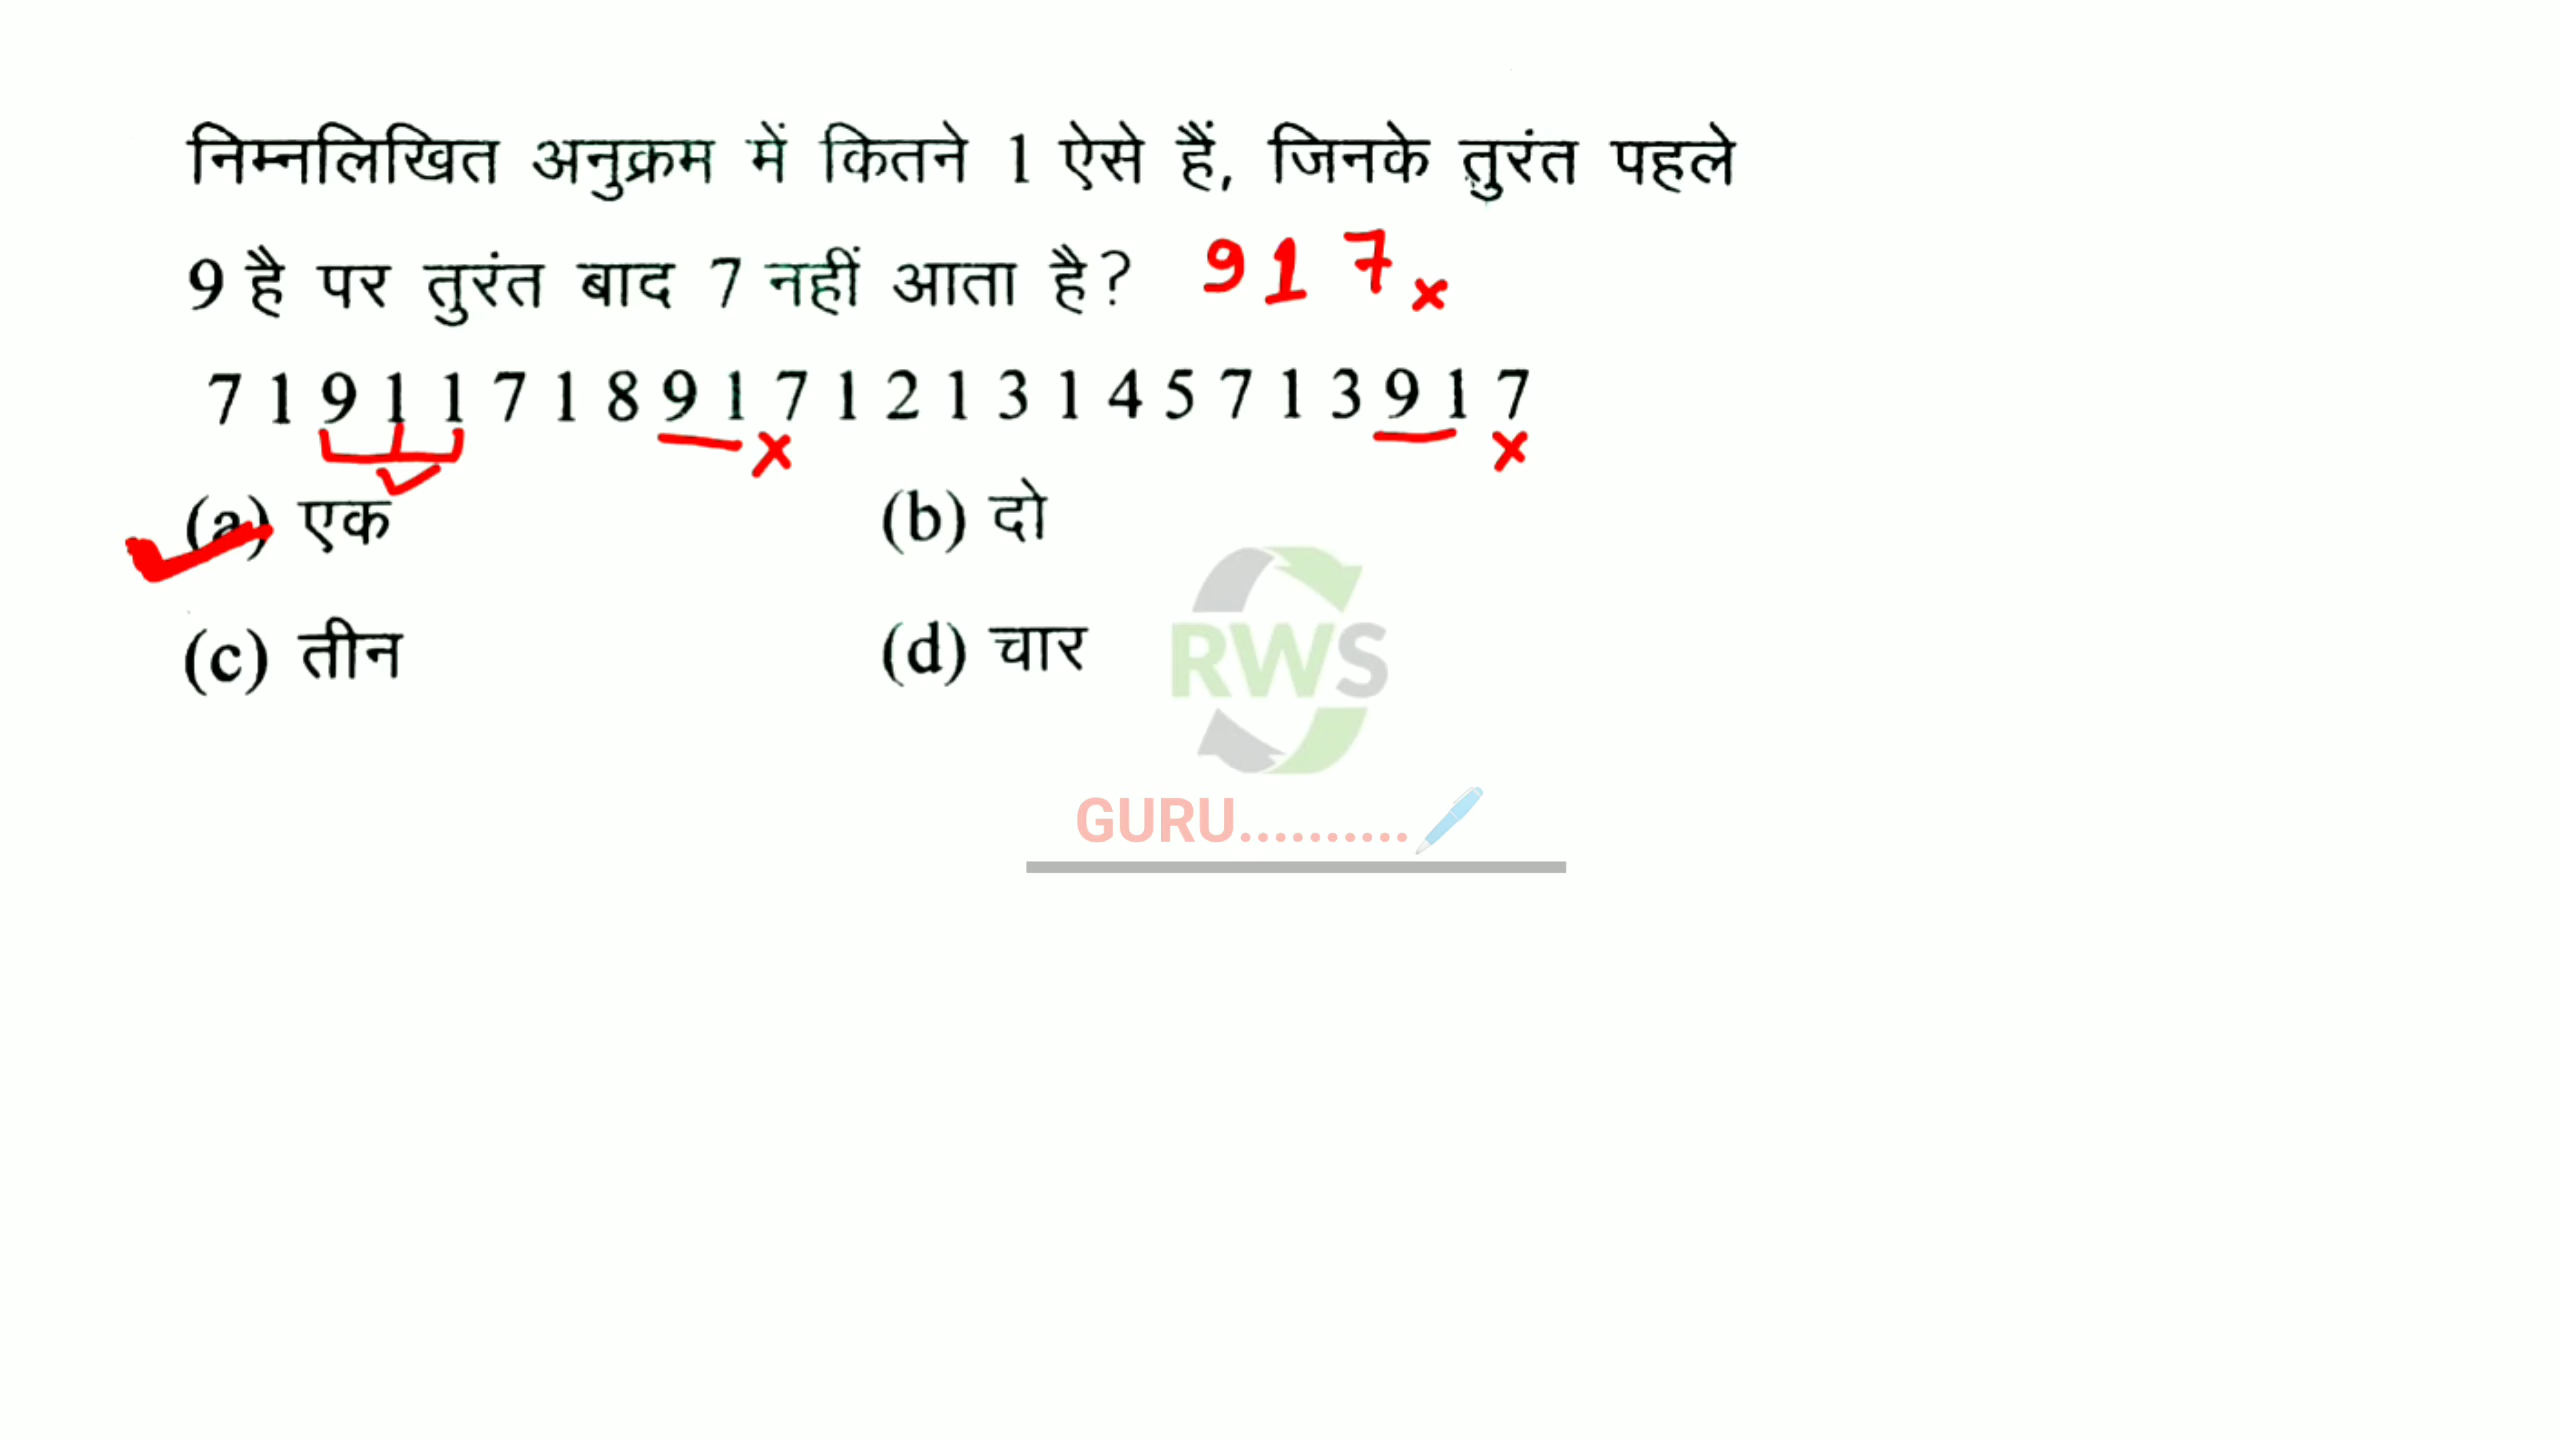 निम्नलिखित अनुक्रम में कितने 1 ऐसे हैं, जिनके तुरंत पहले
9 है पर तुरंत बाद 7 नहीं आता है? 9 1 7 x
7 1 9 1 1 7 1 8 9 1 7 1 2 1 3 1 4 5 7 1 3 9 1 7
x x
(a) एक (b) दो
(c) तीन (d) चार
RWS
GURU..........